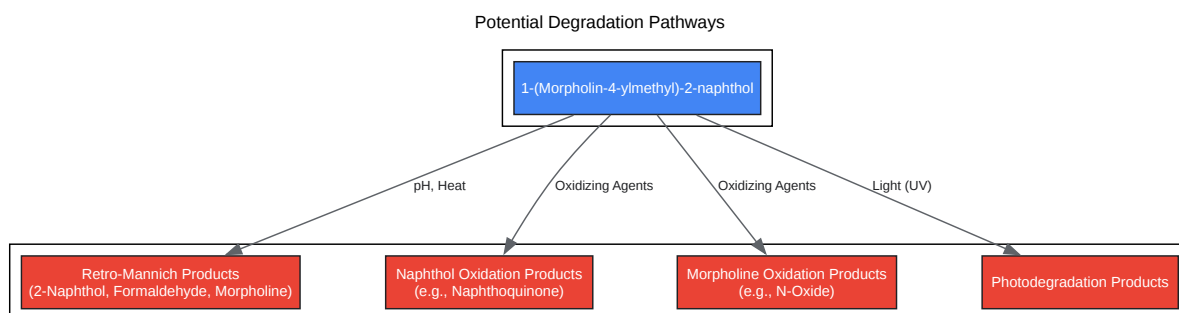 Potential Degradation Pathways
1-(Morpholin-4-ylmethyl)-2-naphthol
pH, Heat
Oxidizing Agents
Oxidizing Agents
Light (UV)
Retro-Mannich Products
(2-Naphthol, Formaldehyde, Morpholine)
Naphthol Oxidation Products
(e.g., Naphthoquinone)
Morpholine Oxidation Products
(e.g., N-Oxide)
Photodegradation Products